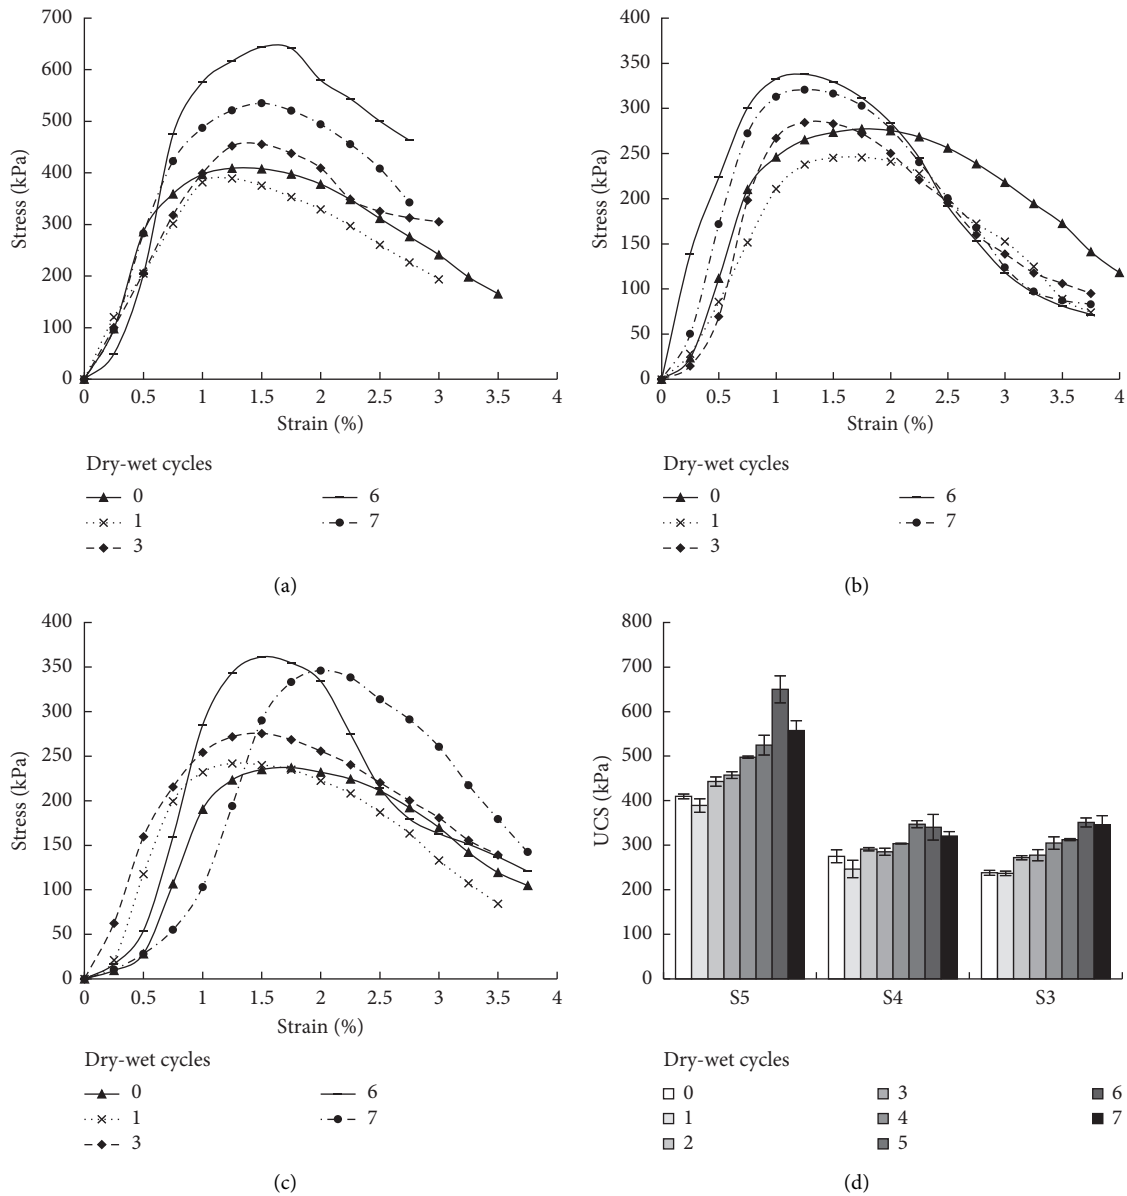 700
600
500
400
300
200
100
0
Stress (kPa)
0 0.5 1 1.5 2 2.5 3 3.5 4
Strain (%)
Dry-wet cycles
0 6
1 7
3
(a)
400
350
300
250
200
150
100
50
0
Stress (kPa)
0 0.5 1 1.5 2 2.5 3 3.5 4
Strain (%)
Dry-wet cycles
0 6
1 7
3
(b)
400
350
300
250
200
150
100
50
0
Stress (kPa)
0 0.5 1 1.5 2 2.5 3 3.5 4
Strain (%)
Dry-wet cycles
0 6
1 7
3
(c)
800
700
600
500
400
300
200
100
0
UCS (kPa)
S5 S4 S3
Dry-wet cycles
0 3 6
1 4 7
2 5
(d)